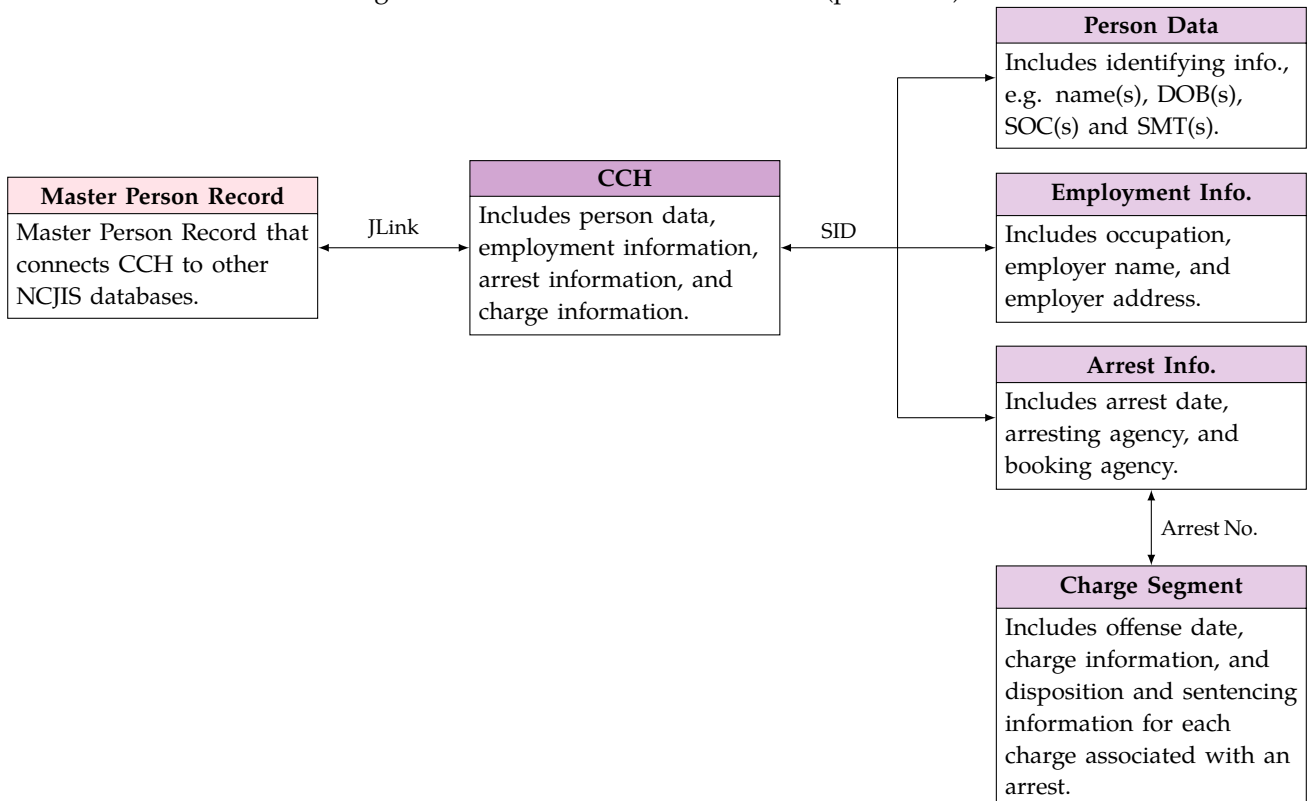 Person Data
Includes identifying info.,
e.g. name(s), DOB(s),
SOC(s) and SMT(s).
Master Person Record
Master Person Record that
connects CCH to other
NCJIS databases.
JLink
CCH
Includes person data,
employment information,
arrest information, and
charge information.
SID
Employment Info.
Includes occupation,
employer name, and
employer address.
Arrest Info.
Includes arrest date,
arresting agency, and
booking agency.
Arrest No.
Charge Segment
Includes offense date,
charge information, and
disposition and sentencing
information for each
charge associated with an
arrest.